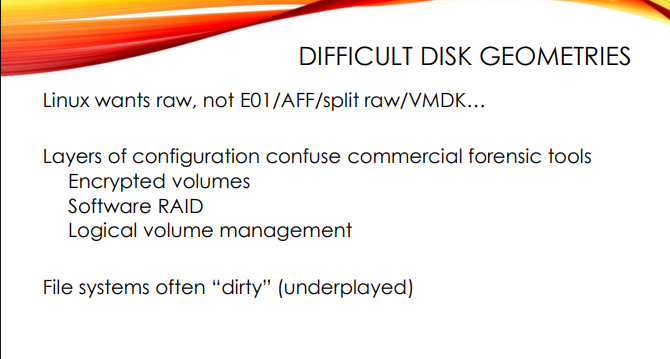 DIFFICULT DISK GEOMETRIES
Linux wants raw, not E01/AFF/split raw/VMDK…
Layers of configuration confuse commercial forensic tools
Encrypted volumes
Software RAID
Logical volume management
File systems often “dirty” (underplayed)